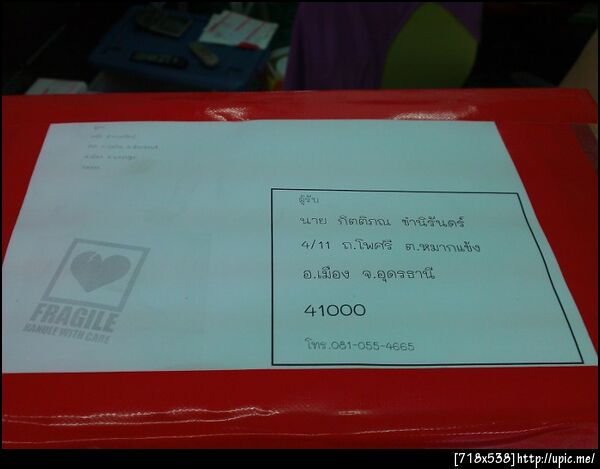 ผู้รับ
นาย กิตติภณ ชำนิรันดร์
4/11 ถ.โพศรี ต.หมากแข้ง
อ.เมือง จ.อุดรธานี
41000
โทร.081-055-4665
FRAGILE
HANDLE WITH CARE
[718x538]http://upic.me/